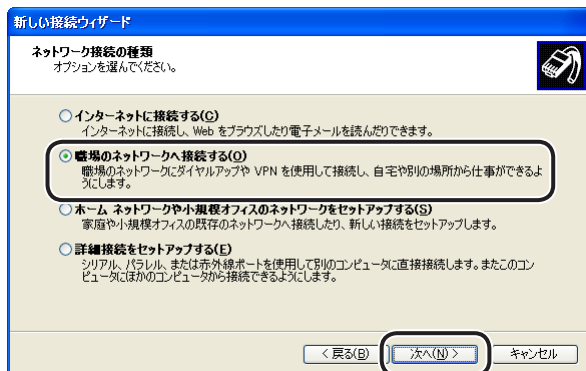 新しい接続ウィザード
ネットワーク接続の種類
オプションを選んでください。
インターネットに接続する(C)
インターネットに接続し、Web をブラウズしたり電子メールを読んだりできます。
職場のネットワークへ接続する(O)
職場のネットワークにダイヤルアップや VPN を使用して接続し、自宅や別の場所から仕事ができるよ
うにします。
ホーム ネットワークや小規模オフィスのネットワークをセットアップする(S)
家庭や小規模オフィスの既存のネットワークへ接続したり、新しい接続をセットアップします。
詳細接続をセットアップする(E)
シリアル、パラレル、または赤外線ポートを使用して別のコンピュータに直接接続します。またこのコン
ピュータにほかのコンピュータから接続できるようにします。
< 戻る(B) 次へ(N) > キャンセル